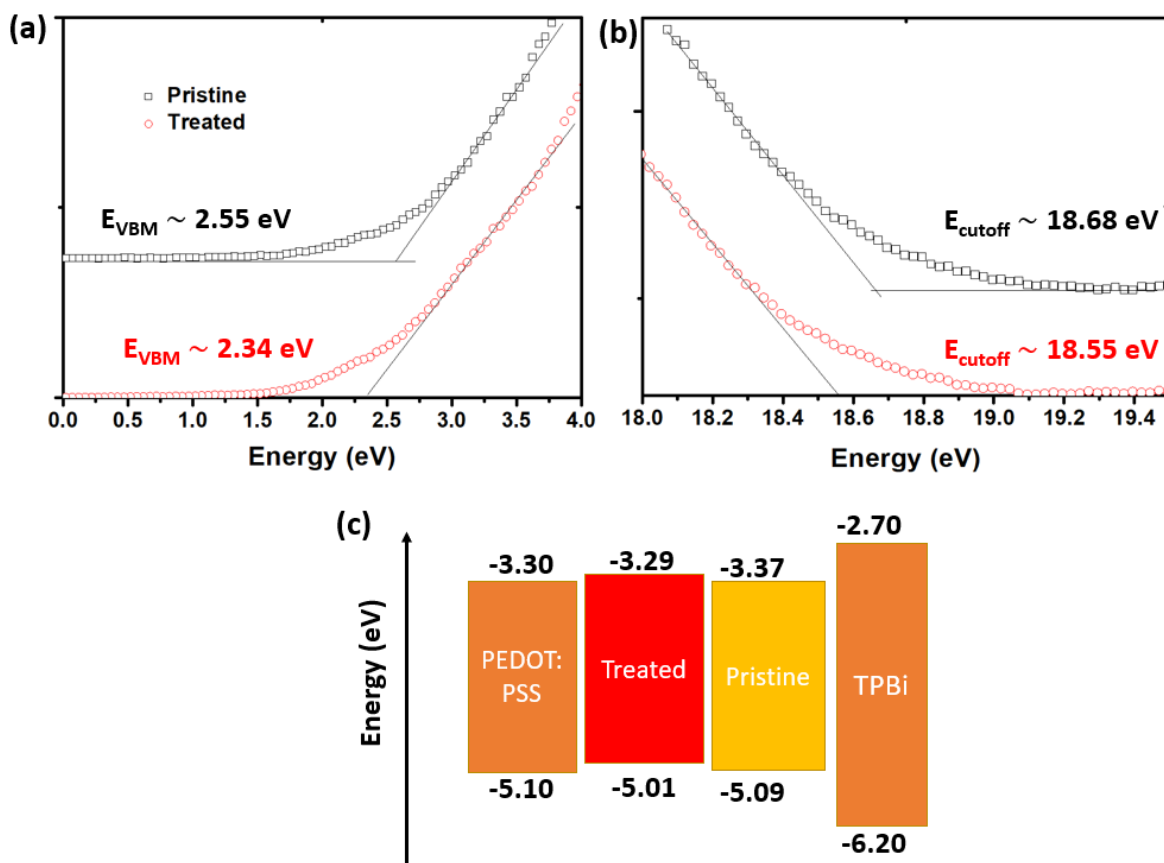 (a)
Pristine
Treated
E_VBM ~ 2.55 eV
E_VBM ~ 2.34 eV
0.0 0.5 1.0 1.5 2.0 2.5 3.0 3.5 4.0
Energy (eV)
(b)
E_cutoff ~ 18.68 eV
E_cutoff ~ 18.55 eV
18.0 18.2 18.4 18.6 18.8 19.0 19.2 19.4
Energy (eV)
(c)
Energy (eV)
-3.30 -3.29 -3.37 -2.70
PEDOT:
PSS
Treated
Pristine
TPBi
-5.10 -5.01 -5.09 -6.20